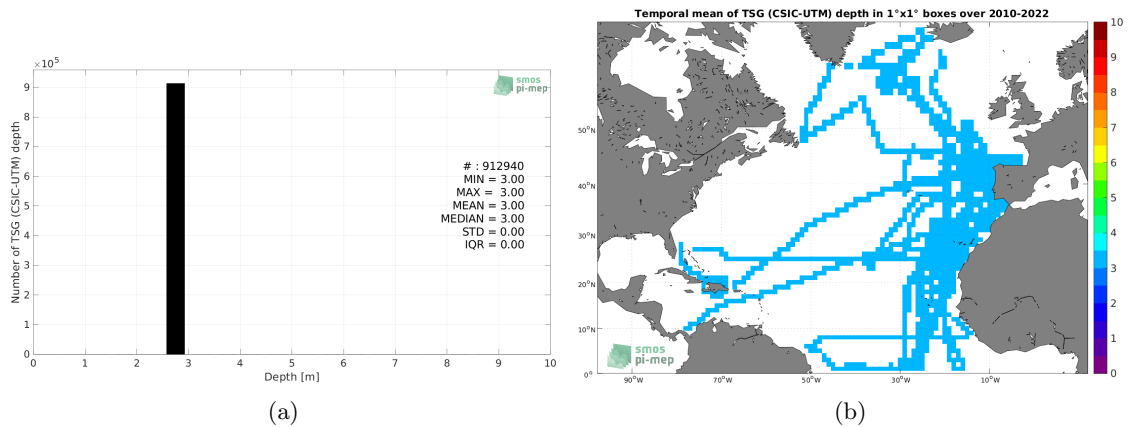 ×10⁵
9
8
7
6
5
4
3
2
1
0
Number of TSG (CSIC-UTM) depth
smos
pi-mep
# : 912940
MIN = 3.00
MAX = 3.00
MEAN = 3.00
MEDIAN = 3.00
STD = 0.00
IQR = 0.00
0 1 2 3 4 5 6 7 8 9 10
Depth [m]
(a)
Temporal mean of TSG (CSIC-UTM) depth in 1°x1° boxes over 2010-2022
50°N
40°N
30°N
20°N
10°N
0°
90°W 70°W 50°W 30°W 10°W
smos
pi-mep
10
9
8
7
6
5
4
3
2
1
0
(b)